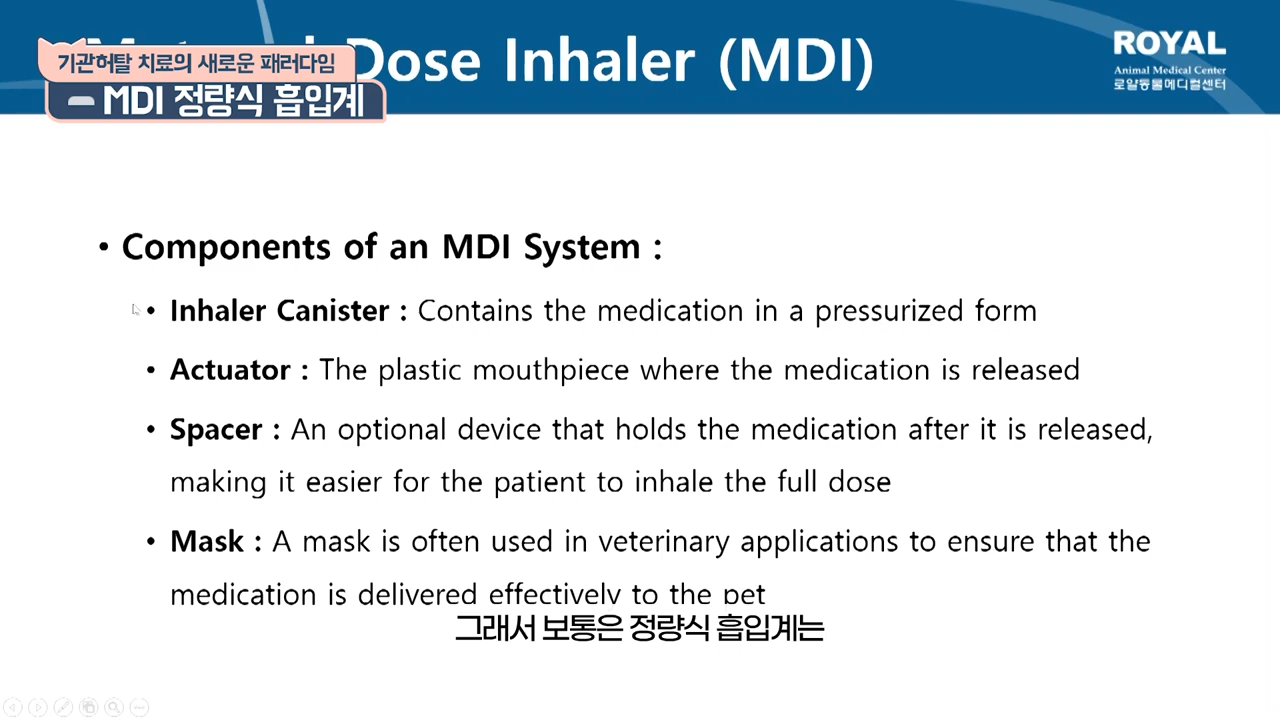 Dose Inhaler (MDI)
기관허탈 치료의 새로운 패러다임
MDI 정량식 흡입계
ROYAL
Animal Medical Center
로얄동물메디컬센터
• Components of an MDI System :
• Inhaler Canister : Contains the medication in a pressurized form
• Actuator : The plastic mouthpiece where the medication is released
• Spacer : An optional device that holds the medication after it is released,
making it easier for the patient to inhale the full dose
• Mask : A mask is often used in veterinary applications to ensure that the
medication is delivered effectively to the pet
그래서 보통은 정량식 흡입계는